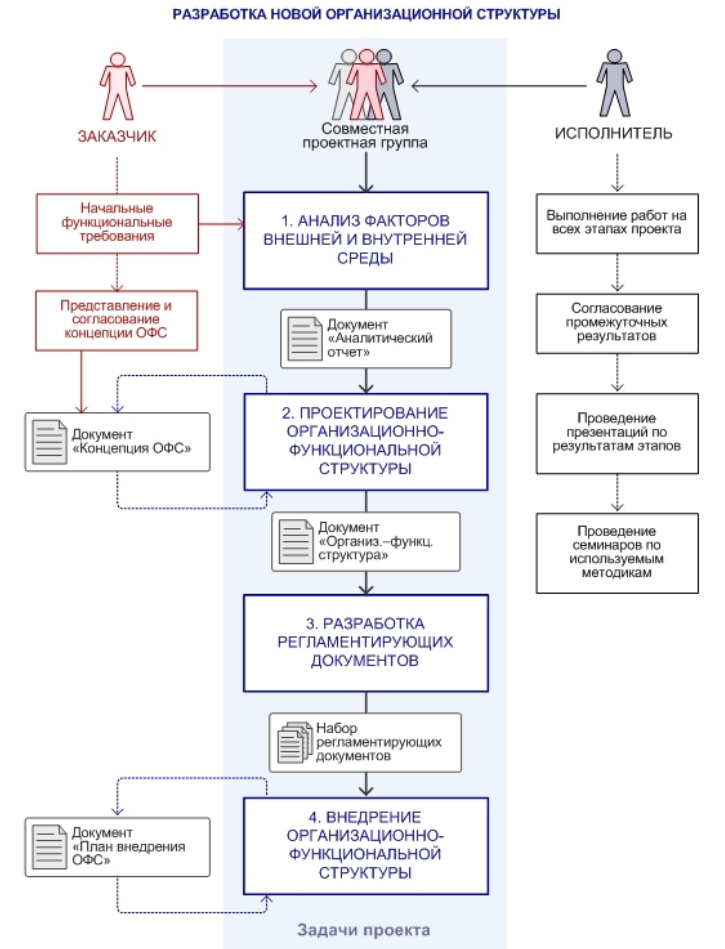 РАЗРАБОТКА НОВОЙ ОРГАНИЗАЦИОННОЙ СТРУКТУРЫ
ЗАКАЗЧИК
Совместная
проектная группа
ИСПОЛНИТЕЛЬ
Начальные
функциональные
требования
1. АНАЛИЗ ФАКТОРОВ
ВНЕШНЕЙ И ВНУТРЕННЕЙ
СРЕДЫ
Выполнение работ на
всех этапах проекта
Представление и
согласование
концепции ОФС
Документ
«Аналитический
отчет»
Согласование
промежуточных
результатов
Документ
«Концепция ОФС»
2. ПРОЕКТИРОВАНИЕ
ОРГАНИЗАЦИОННО-
ФУНКЦИОНАЛЬНОЙ
СТРУКТУРЫ
Проведение
презентаций по
результатам этапов
Документ
«Организ.–функц.
структура»
Проведение
семинаров по
используемым
методикам
3. РАЗРАБОТКА
РЕГЛАМЕНТИРУЮЩИХ
ДОКУМЕНТОВ
Набор
регламентирующих
документов
Документ
«План внедрения
ОФС»
4. ВНЕДРЕНИЕ
ОРГАНИЗАЦИОННО-
ФУНКЦИОНАЛЬНОЙ
СТРУКТУРЫ
Задачи проекта